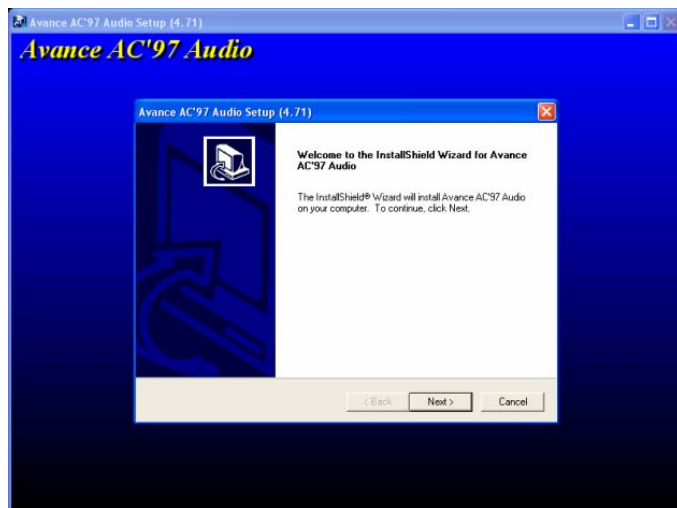 Avance AC'97 Audio Setup (4.71)
Avance AC'97 Audio
Avance AC'97 Audio Setup (4.71)
Welcome to the InstallShield Wizard for Avance
AC'97 Audio
The InstallShield® Wizard will install Avance AC'97 Audio
on your computer. To continue, click Next.
< Back Next > Cancel